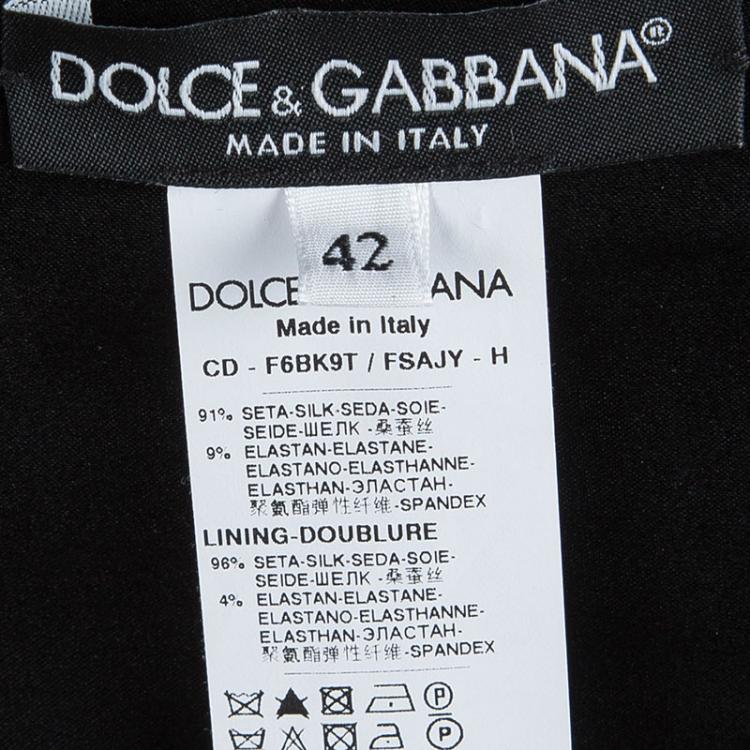 DOLCE & GABBANA®
MADE IN ITALY
42
DOLCE ANA
Made in Italy
CD - F6BK9T / FSAJY - H
91% SETA-SILK-SEDA-SOIE-
SEIDE-ШЕЛК -桑蚕丝
9% ELASTAN-ELASTANE-
ELASTANO-ELASTHANNE-
ELASTHAN-ЭЛАСТАН-
聚氨酯弹性纤维-SPANDEX
LINING-DOUBLURE
96% SETA-SILK-SEDA-SOIE-
SEIDE-ШЕЛК -桑蚕丝
4% ELASTAN-ELASTANE-
ELASTANO-ELASTHANNE-
ELASTHAN-ЭЛАСТАН-
聚氨酯弹性纤维-SPANDEX
P
P